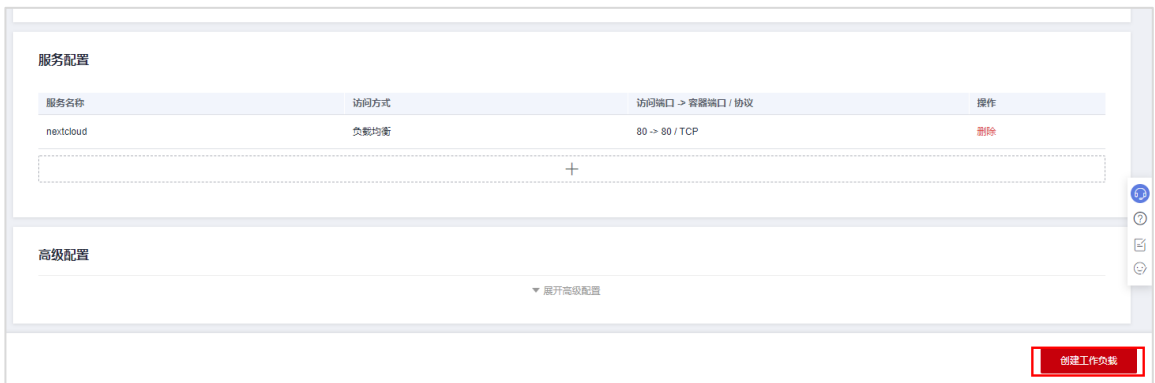 服务配置
服务名称 访问方式 访问端口 -> 容器端口 / 协议 操作
nextcloud 负载均衡 80 -> 80 / TCP 删除
高级配置
展开高级配置
创建工作负载